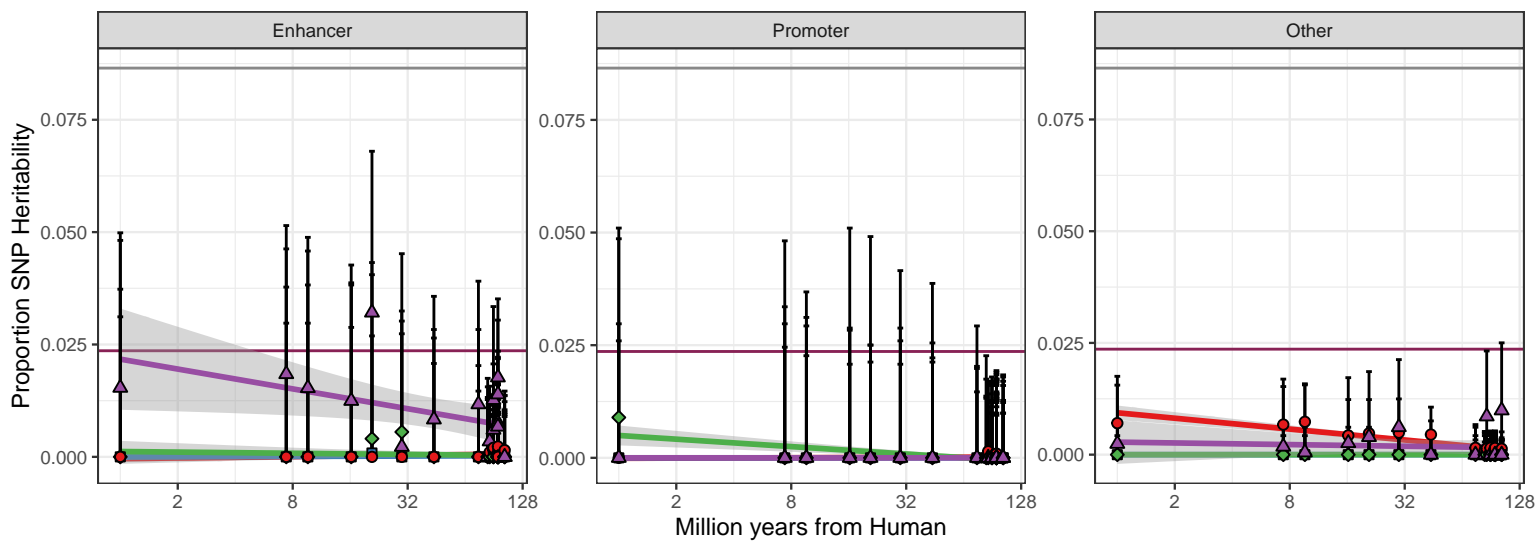 Enhancer
Promoter
Other
Proportion SNP Heritability
0.075
0.050
0.025
0.000
0.075
0.050
0.025
0.000
0.075
0.050
0.025
0.000
2 8 32 128
2 8 32 128
2 8 32 128
Million years from Human